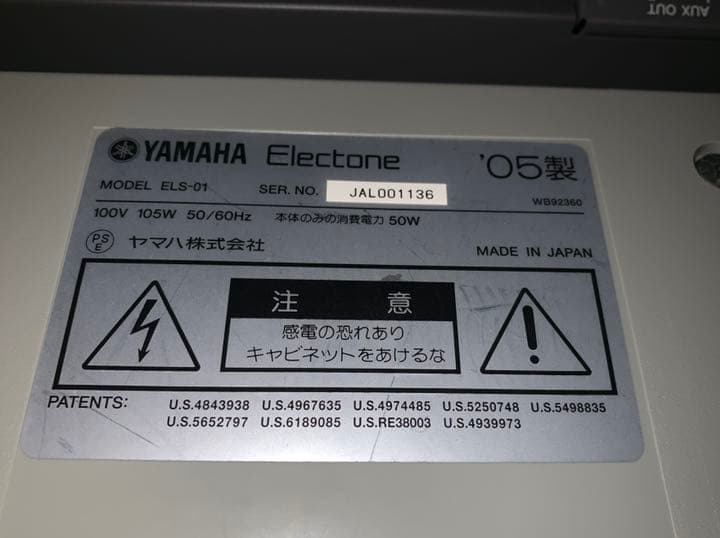 AUX OUT
YAMAHA Electone '05製
MODEL ELS-01 SER. NO. JAL001136
WB92360
100V 105W 50/60Hz 本体のみの消費電力 50W
PSE ヤマハ株式会社 MADE IN JAPAN
注意
感電の恐れあり
キャビネットをあけるな
PATENTS: U.S.4843938 U.S.4967635 U.S.4974485 U.S.5250748 U.S.5498835
U.S.5652797 U.S.6189085 U.S.RE38003 U.S.4939973